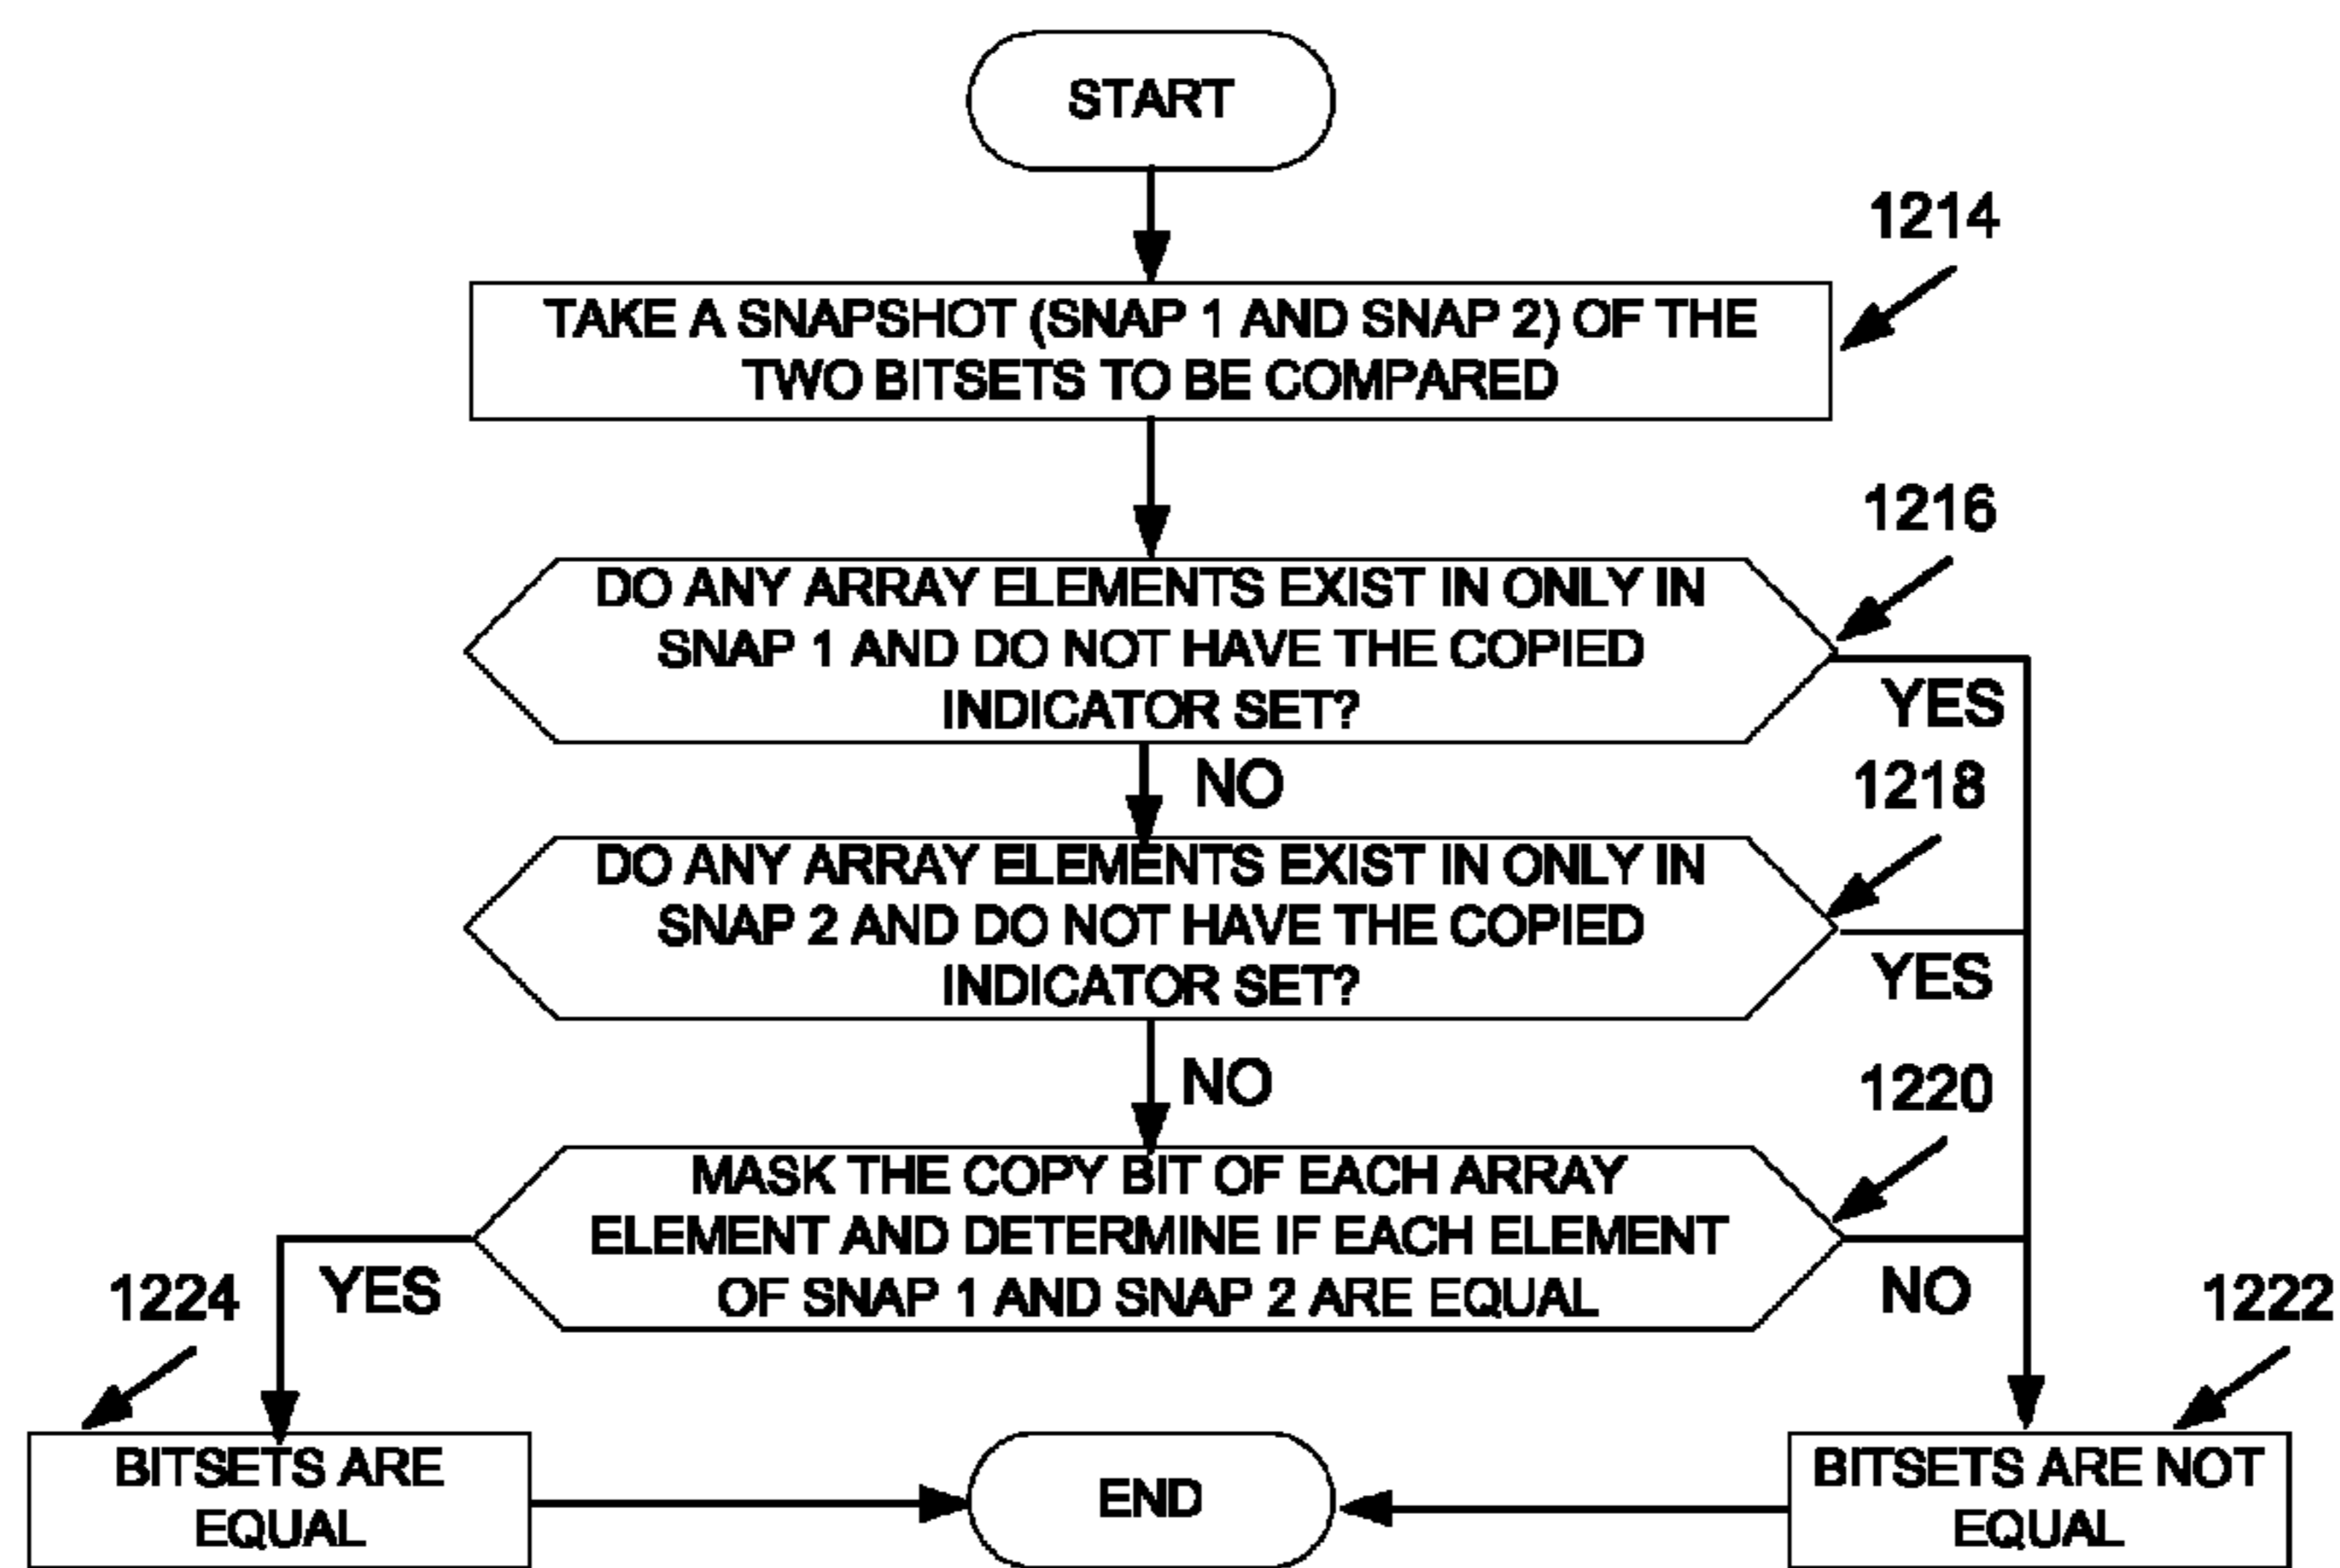 START
1214
TAKE A SNAPSHOT (SNAP 1 AND SNAP 2) OF THE
TWO BITSETS TO BE COMPARED
1216
DO ANY ARRAY ELEMENTS EXIST IN ONLY IN
SNAP 1 AND DO NOT HAVE THE COPIED
INDICATOR SET?
YES
NO
1218
DO ANY ARRAY ELEMENTS EXIST IN ONLY IN
SNAP 2 AND DO NOT HAVE THE COPIED
INDICATOR SET?
YES
NO
1220
MASK THE COPY BIT OF EACH ARRAY
ELEMENT AND DETERMINE IF EACH ELEMENT
OF SNAP 1 AND SNAP 2 ARE EQUAL
YES
NO
1224
1222
BITSETS ARE
EQUAL
END
BITSETS ARE NOT
EQUAL